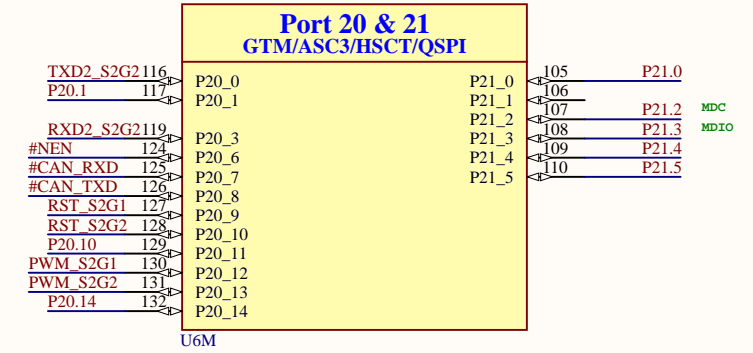 Port 20 & 21
GTM/ASC3/HSCT/QSPI
TXD2_S2G2 116 P20_0
P20.1 117 P20_1
RXD2_S2G2 119 P20_3
#NEN 124 P20_6
#CAN_RXD 125 P20_7
#CAN_TXD 126 P20_8
RST_S2G1 127 P20_9
RST_S2G2 128 P20_10
P20.10 129 P20_11
PWM_S2G1 130 P20_12
PWM_S2G2 131 P20_13
P20.14 132 P20_14
P21_0 105 P21.0
P21_1 106
P21_2 107 P21.2 MDC
P21_3 108 P21.3 MDIO
P21_4 109 P21.4
P21_5 110 P21.5
U6M